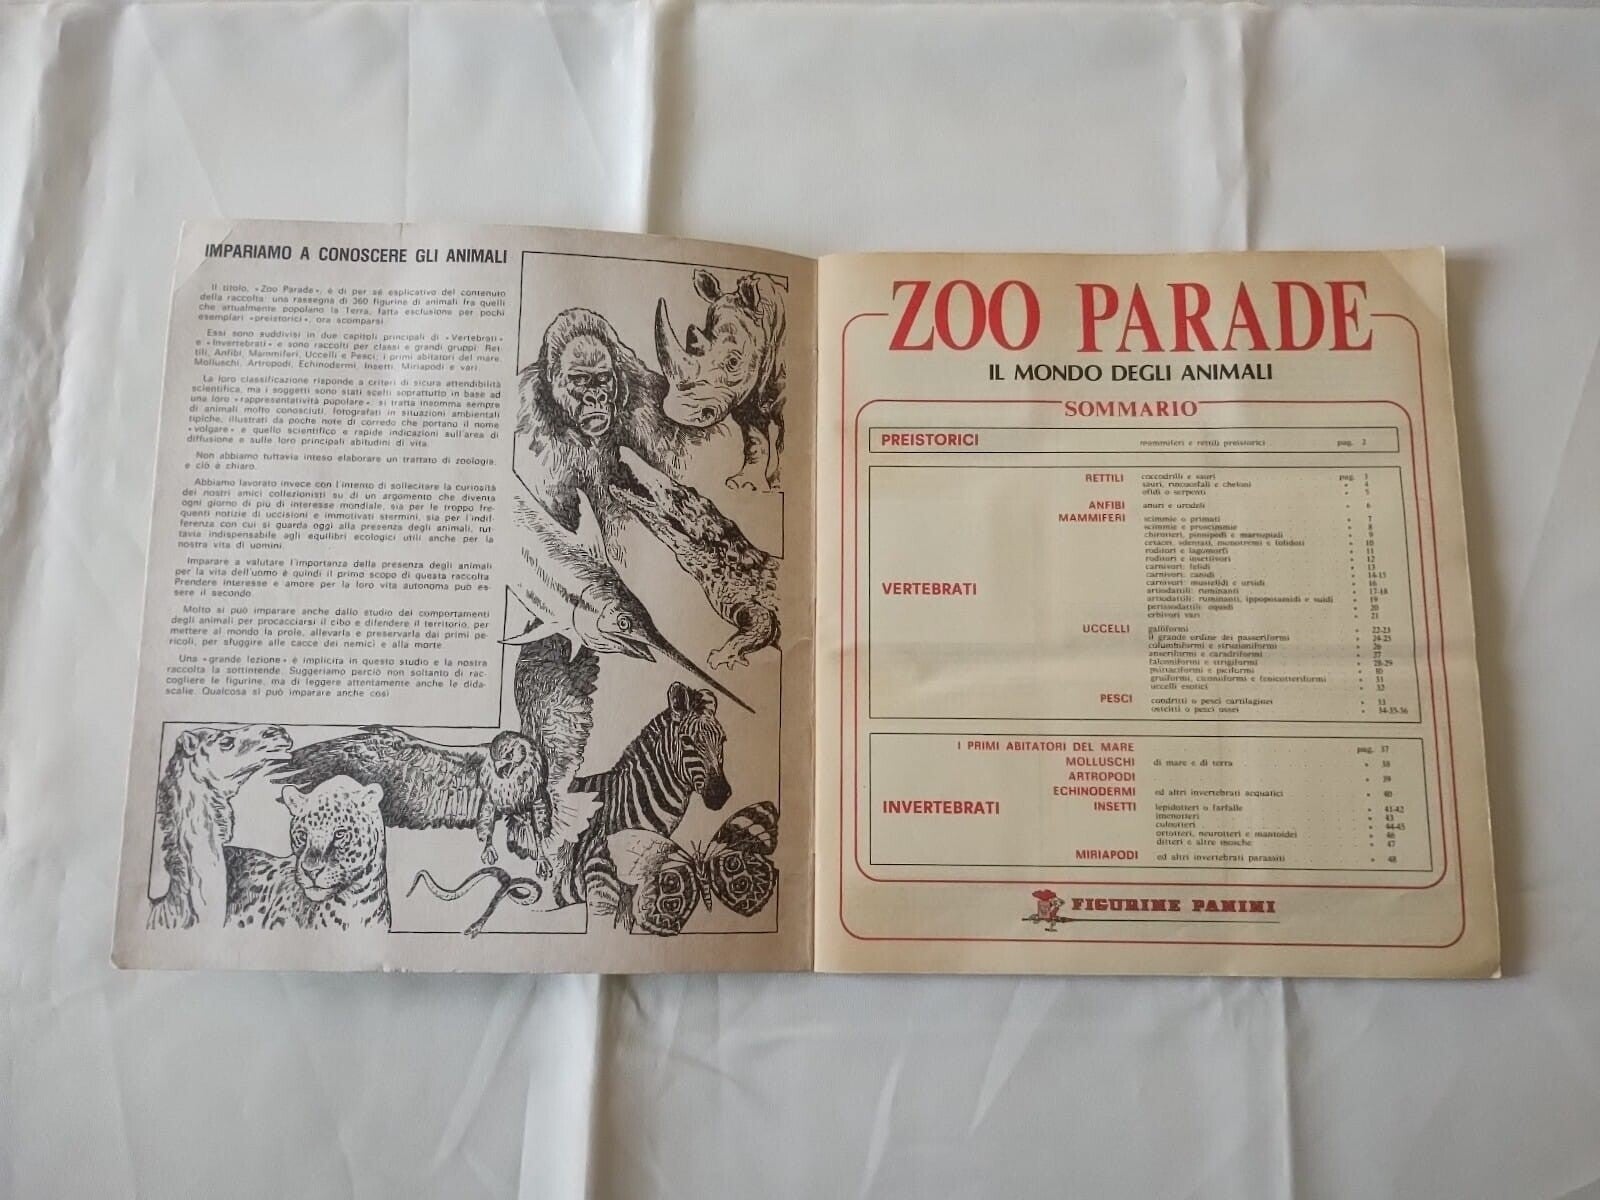 IMPARIAMO A CONOSCERE GLI ANIMALI
Il titolo, «Zoo Parade», è di per sé esplicativo del contenuto
della raccolta: una rassegna di 360 figurine di animali fra quelli
che attualmente popolano la Terra, fatta esclusione per pochi
esemplari «preistorici», ora scomparsi.
Essi sono suddivisi in due capitoli principali di «Vertebrati»
e «Invertebrati» e sono raccolti per classi e grandi gruppi: Ret-
tili, Anfibi, Mammiferi, Uccelli e Pesci; i primi abitatori del mare,
Molluschi, Artropodi, Echinodermi, Insetti, Miriapodi e vari.
La loro classificazione risponde a criteri di sicura attendibilità
scientifica, ma i soggetti sono stati scelti soprattutto in base ad
una loro «rappresentatività popolare»: si tratta insomma sempre
di animali molto conosciuti, fotografati in situazioni ambientali
tipiche, illustrati da poche note di corredo che portano il nome
«volgare» e quello scientifico e rapide indicazioni sull'area di
diffusione e sulle loro principali abitudini di vita.
Non abbiamo tuttavia inteso elaborare un trattato di zoologia,
e ciò è chiaro.
Abbiamo lavorato invece con l'intento di sollecitare la curiosità
dei nostri amici collezionisti su di un argomento che diventa
ogni giorno di più di interesse mondiale, sia per le troppo fre-
quenti notizie di uccisioni e immotivati stermini, sia per l'indif-
ferenza con cui si guarda oggi alla presenza degli animali, tut-
tavia indispensabile agli equilibri ecologici utili anche per la
nostra vita di uomini.
Imparare a valutare l'importanza della presenza degli animali
per la vita dell'uomo è quindi il primo scopo di questa raccolta.
Prendere interesse e amore per la loro vita autonoma può es-
sere il secondo.
Molto si può imparare anche dallo studio dei comportamenti
degli animali per procacciarsi il cibo e difendere il territorio, per
mettere al mondo la prole, allevarla e preservarla dai primi pe-
ricoli, per sfuggire alle cacce dei nemici e alla morte.
Una «grande lezione» è implicita in questo studio e la nostra
raccolta la sottintende. Suggeriamo perciò non soltanto di rac-
cogliere le figurine, ma di leggere attentamente anche le dida-
scalie. Qualcosa si può imparare anche così.
ZOO PARADE
IL MONDO DEGLI ANIMALI
SOMMARIO
PREISTORICI mammiferi e rettili preistorici pag. 2
VERTEBRATI
RETTILI coccodrilli e sauri pag. 3
sauri, rincocefali e cheloni » 4
ofidi o serpenti » 5
ANFIBI anuri e urodeli » 6
MAMMIFERI scimmie o primati » 7
scimmie e proscimmie » 8
chirotteri, pinnipedi e marsupiali » 9
cetacei, sdentati, monotremi e folidoti » 10
roditori e lagomorfi » 11
roditori e insettivori » 12
carnivori: felidi » 13
carnivori: canidi » 14-15
carnivori: mustelidi e ursidi » 16
artiodattili: ruminanti » 17-18
artiodattili: ruminanti, ippopotamidi e suidi » 19
perissodattili: equidi » 20
erbivori vari » 21
UCCELLI galliformi » 22-23
il grande ordine dei passeriformi » 24-25
columbiformi e struzioniformi » 26
anseriformi e caradriformi » 27
falconiformi e strigiformi » 28-29
psittaciformi e piciformi » 30
gruiformi, ciconiformi e fenicotteriformi » 31
uccelli esotici » 32
PESCI condritti o pesci cartilaginei » 33
osteitti o pesci ossei » 34-35-36
INVERTEBRATI
I PRIMI ABITATORI DEL MARE pag. 37
MOLLUSCHI di mare e di terra » 38
ARTROPODI » 39
ECHINODERMI ed altri invertebrati acquatici » 40
INSETTI lepidotteri o farfalle » 41-42
imenotteri » 43
coleotteri » 44-45
ortotteri, neurotteri e mantoidei » 46
ditteri e altre mosche » 47
MIRIAPODI ed altri invertebrati parassiti » 48
FIGURINE PANINI